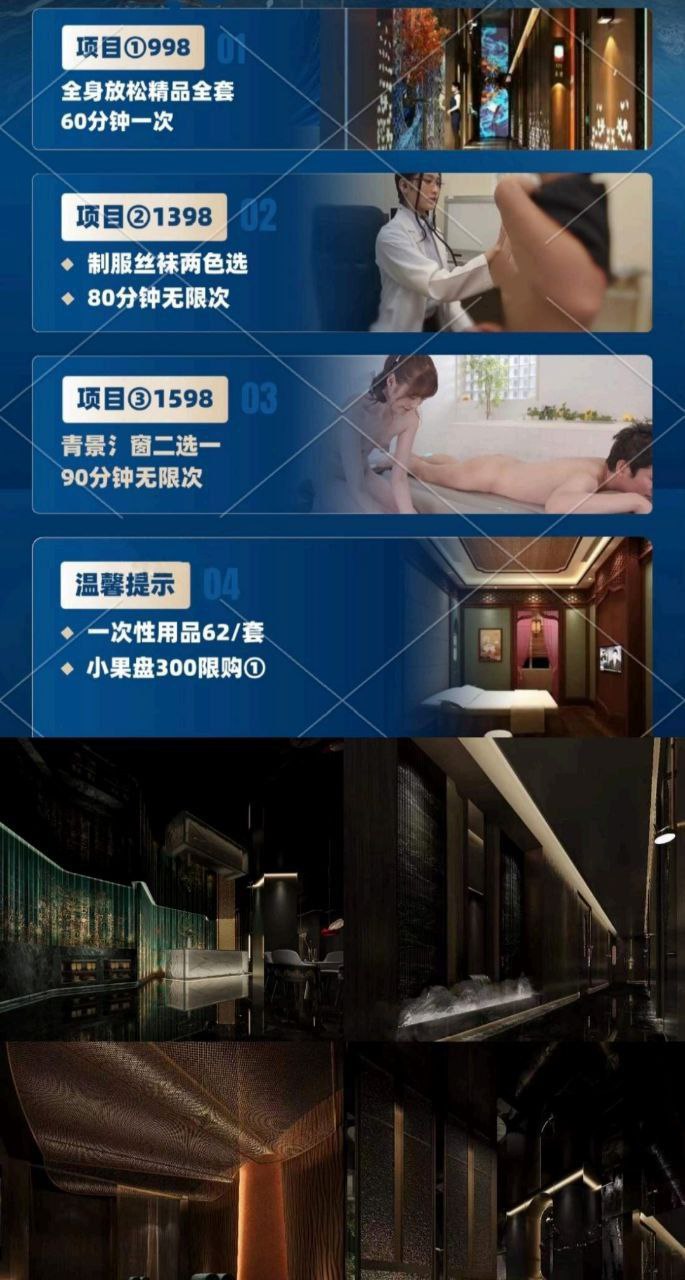 项目①998 01
全身放松精品全套
60分钟一次
项目②1398 02
制服丝袜两色选
80分钟无限次
项目③1598 03
青景氵窗二选一
90分钟无限次
温馨提示 04
一次性用品62/套
小果盘300限购①